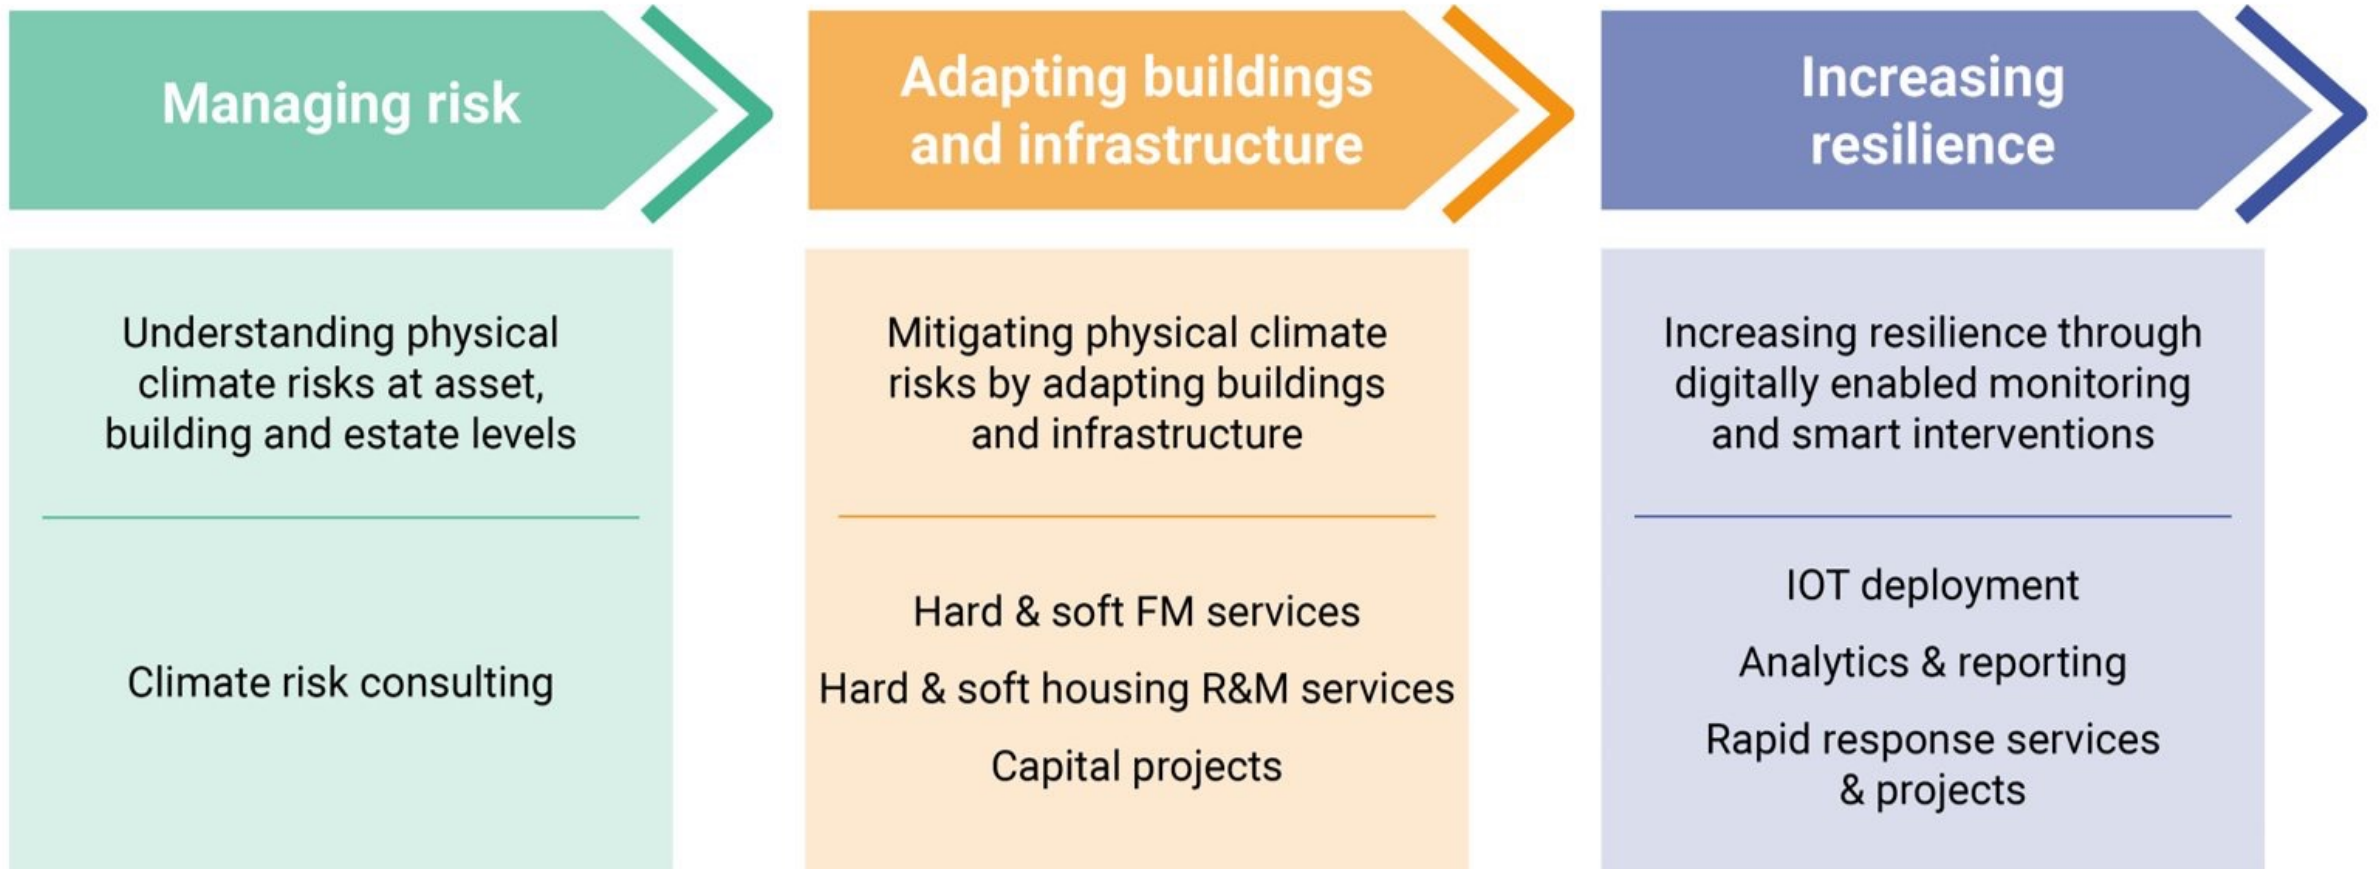 Managing risk
Understanding physical
climate risks at asset,
building and estate levels
Climate risk consulting
Adapting buildings
and infrastructure
Mitigating physical climate
risks by adapting buildings
and infrastructure
Hard & soft FM services
Hard & soft housing R&M services
Capital projects
Increasing
resilience
Increasing resilience through
digitally enabled monitoring
and smart interventions
IOT deployment
Analytics & reporting
Rapid response services
& projects